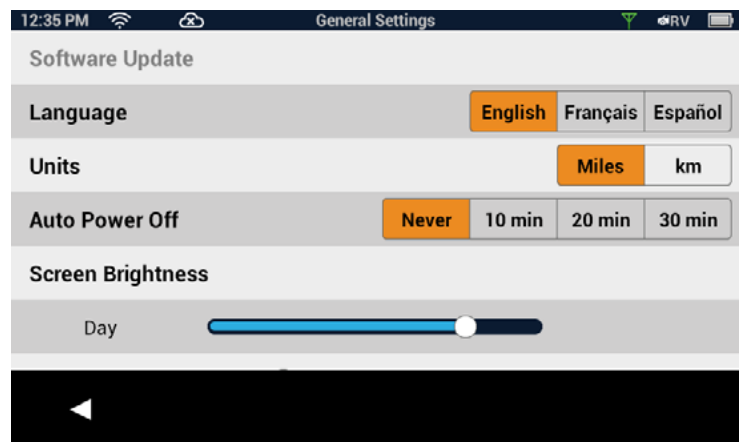 12:35 PM General Settings RV
Software Update
Language English Français Español
Units Miles km
Auto Power Off Never 10 min 20 min 30 min
Screen Brightness
Day